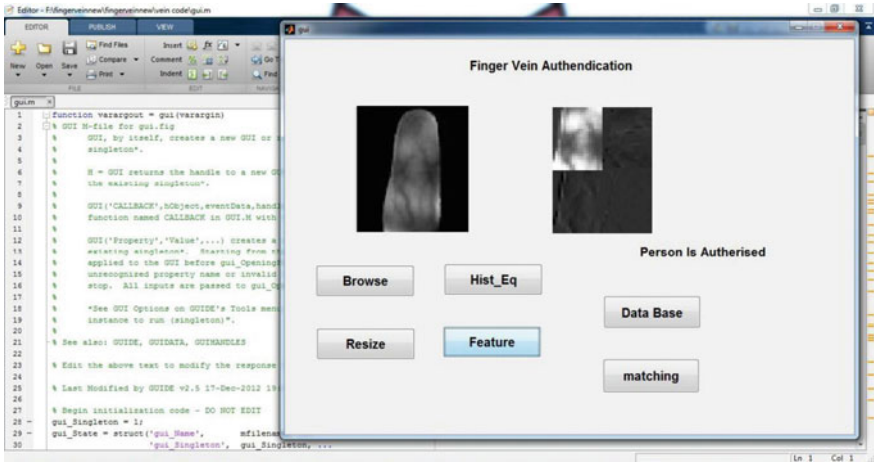 Editor - F:\fingerveinnew\fingerveinnew\vein code\gui.m
EDITOR PUBLISH VIEW
New Open Save
Find Files
Compare
Print
Insert
Comment
Indent
Go T
Find
FILE EDIT
gui.m
1 function varargout = gui(varargin)
2 % GUI M-file for gui.fig
3 % GUI, by itself, creates a new GUI or
4 % singleton*.
5 %
6 % H = GUI returns the handle to a new GU
7 % the existing singleton*.
8 %
9 % GUI('CALLBACK',hObject,eventData,handl
10 % function named CALLBACK in GUI.M with
11 %
12 % GUI('Property','Value',...) creates a
13 % existing singleton*. Starting from the
14 % applied to the GUI before gui_Opening
15 % unrecognized property name or invalid
16 % stop. All inputs are passed to gui_Op
17 %
18 % *See GUI Options on GUIDE's Tools menu
19 % instance to run (singleton)".
20 %
21 % See also: GUIDE, GUIDATA, GUIHANDLES
22
23 % Edit the above text to modify the response
24
25 % Last Modified by GUIDE v2.5 17-Dec-2012
26
27 % Begin initialization code - DO NOT EDIT
28 - gui_Singleton = 1;
29 - gui_State = struct('gui_Name', mfilenam
30 'gui_Singleton', gui_Singleton, ...
gui
Finger Vein Authendication
Person Is Autherised
Browse
Hist_Eq
Data Base
Resize
Feature
matching
Ln 1 Col 1